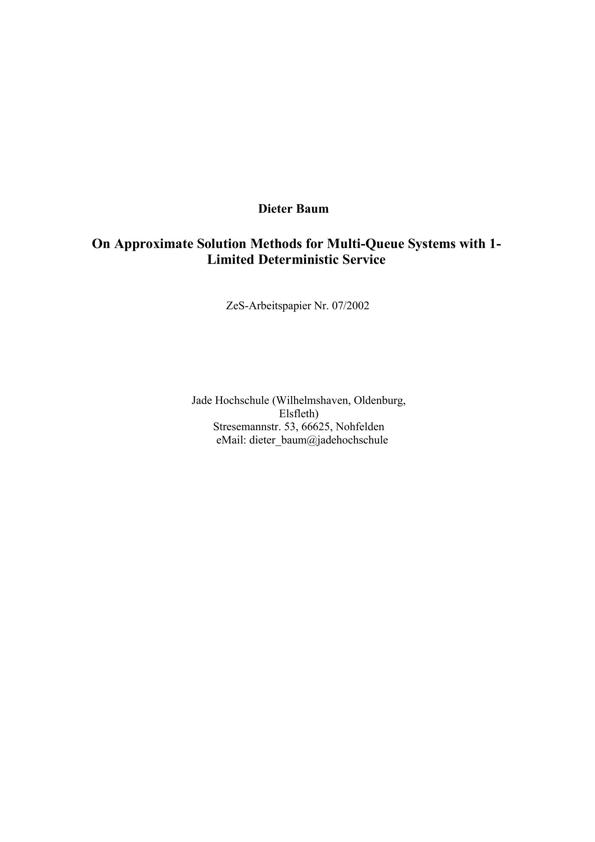 Dieter Baum
On Approximate Solution Methods for Multi-Queue Systems with 1-
Limited Deterministic Service
ZeS-Arbeitspapier Nr. 07/2002
Jade Hochschule (Wilhelmshaven, Oldenburg,
Elsfleth)
Stresemannstr. 53, 66625, Nohfelden
eMail: dieter_baum@jadehochschule